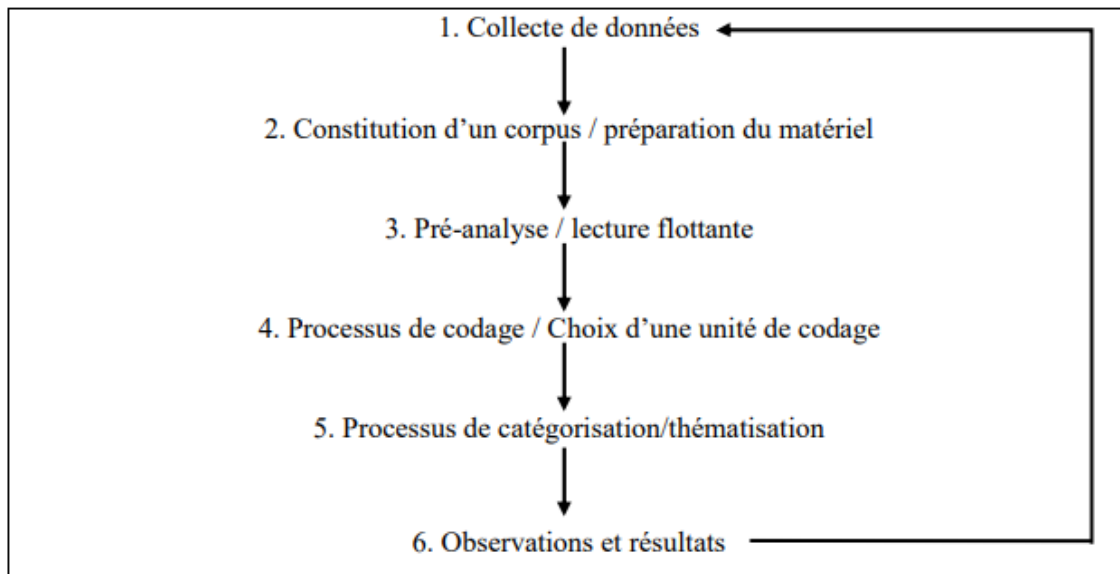 1. Collecte de données
2. Constitution d’un corpus / préparation du matériel
3. Pré-analyse / lecture flottante
4. Processus de codage / Choix d’une unité de codage
5. Processus de catégorisation/thématisation
6. Observations et résultats